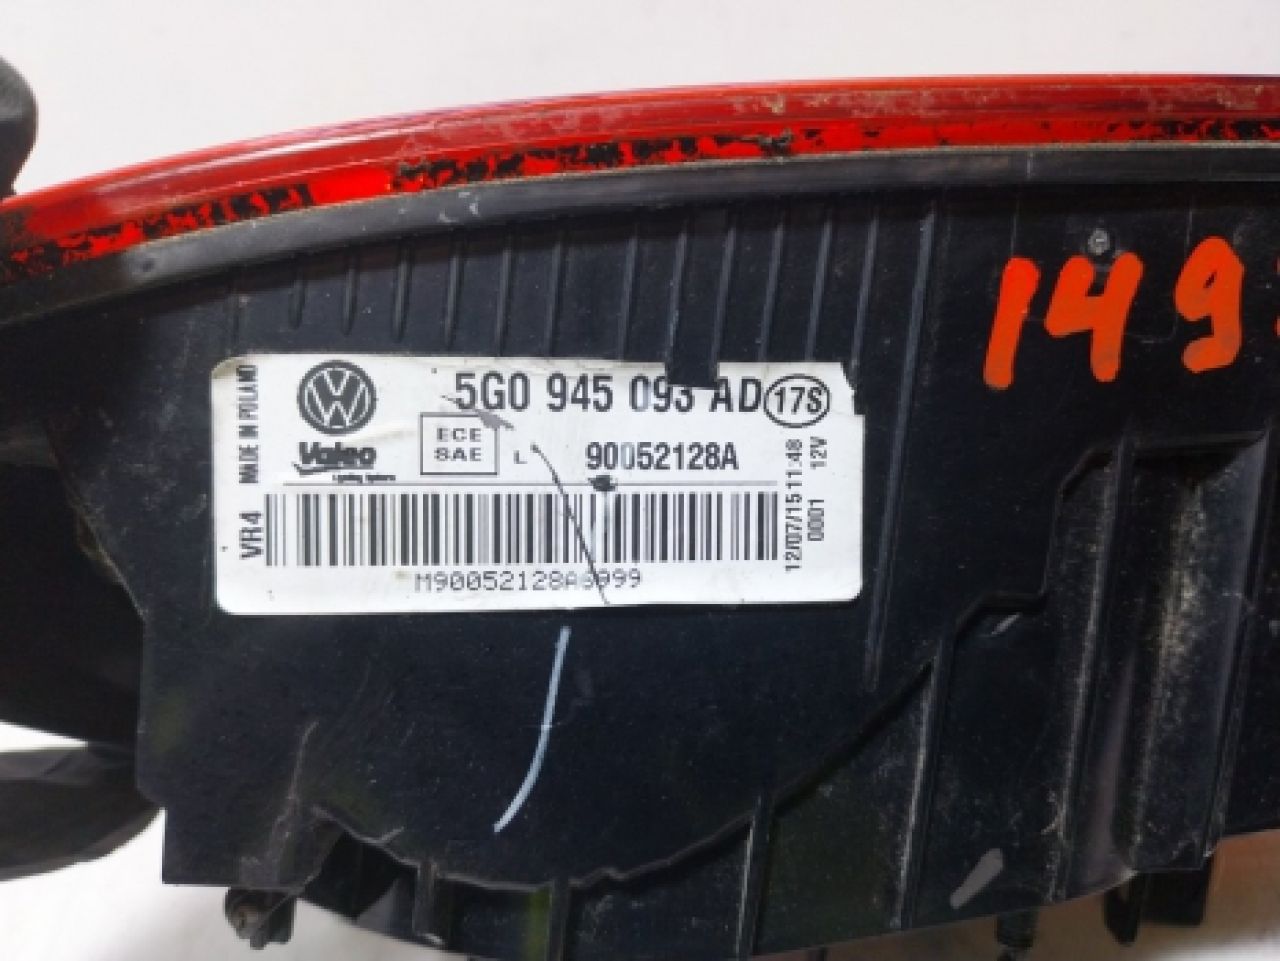 149
MADE IN POLAND
VR4
5G0 945 093 AD 17S
Valeo
ECE
SAE
L
90052128A
12/07/15 11:48
0001 12V